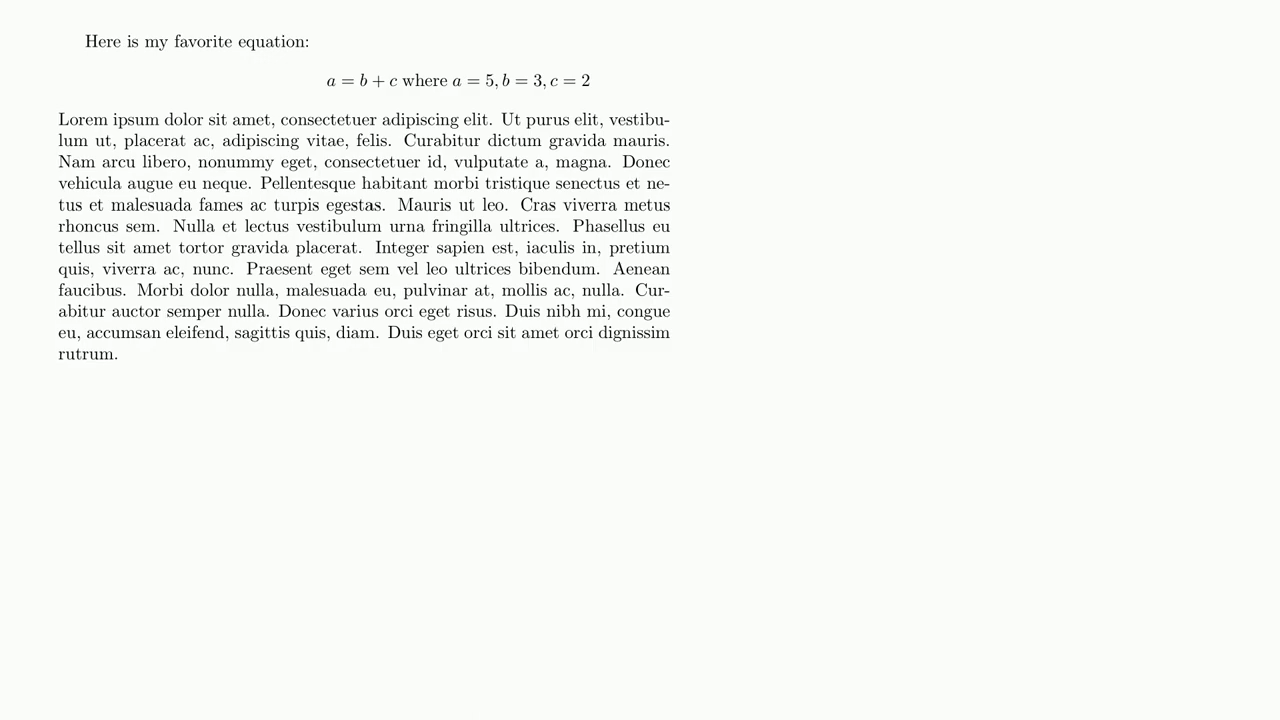 Here is my favorite equation:
a = b + c where a = 5, b = 3, c = 2
Lorem ipsum dolor sit amet, consectetuer adipiscing elit. Ut purus elit, vestibu-
lum ut, placerat ac, adipiscing vitae, felis. Curabitur dictum gravida mauris.
Nam arcu libero, nonummy eget, consectetuer id, vulputate a, magna. Donec
vehicula augue eu neque. Pellentesque habitant morbi tristique senectus et ne-
tus et malesuada fames ac turpis egestas. Mauris ut leo. Cras viverra metus
rhoncus sem. Nulla et lectus vestibulum urna fringilla ultrices. Phasellus eu
tellus sit amet tortor gravida placerat. Integer sapien est, iaculis in, pretium
quis, viverra ac, nunc. Praesent eget sem vel leo ultrices bibendum. Aenean
faucibus. Morbi dolor nulla, malesuada eu, pulvinar at, mollis ac, nulla. Cur-
abitur auctor semper nulla. Donec varius orci eget risus. Duis nibh mi, congue
eu, accumsan eleifend, sagittis quis, diam. Duis eget orci sit amet orci dignissim
rutrum.